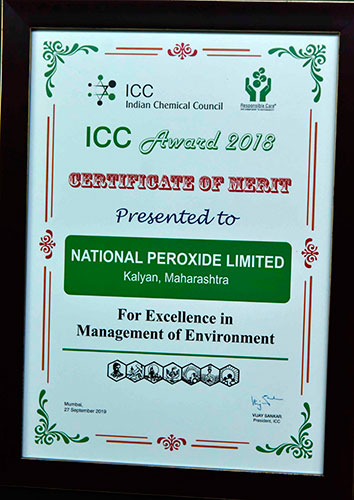 ICC
Indian Chemical Council
Responsible Care®
ICC Award 2018
CERTIFICATE OF MERIT
Presented to
NATIONAL PEROXIDE LIMITED
Kalyan, Maharashtra
For Excellence in
Management of Environment
Mumbai,
27 September 2019
VIJAY SANKAR
President, ICC